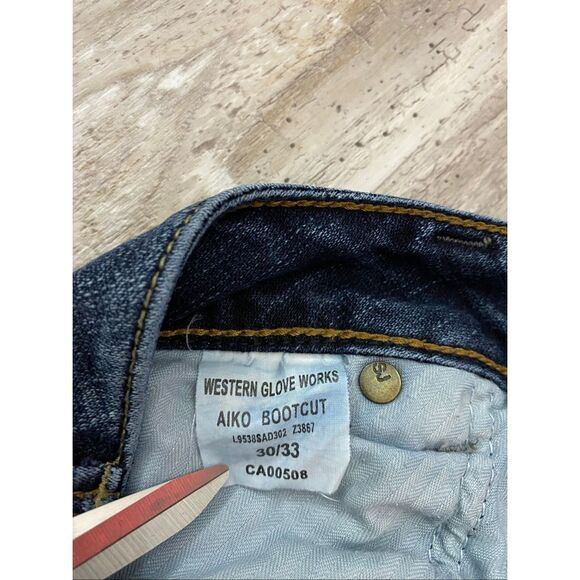 WESTERN GLOVE WORKS
AIKO BOOTCUT
L9538SAD302 Z3867
30/33
CA00508